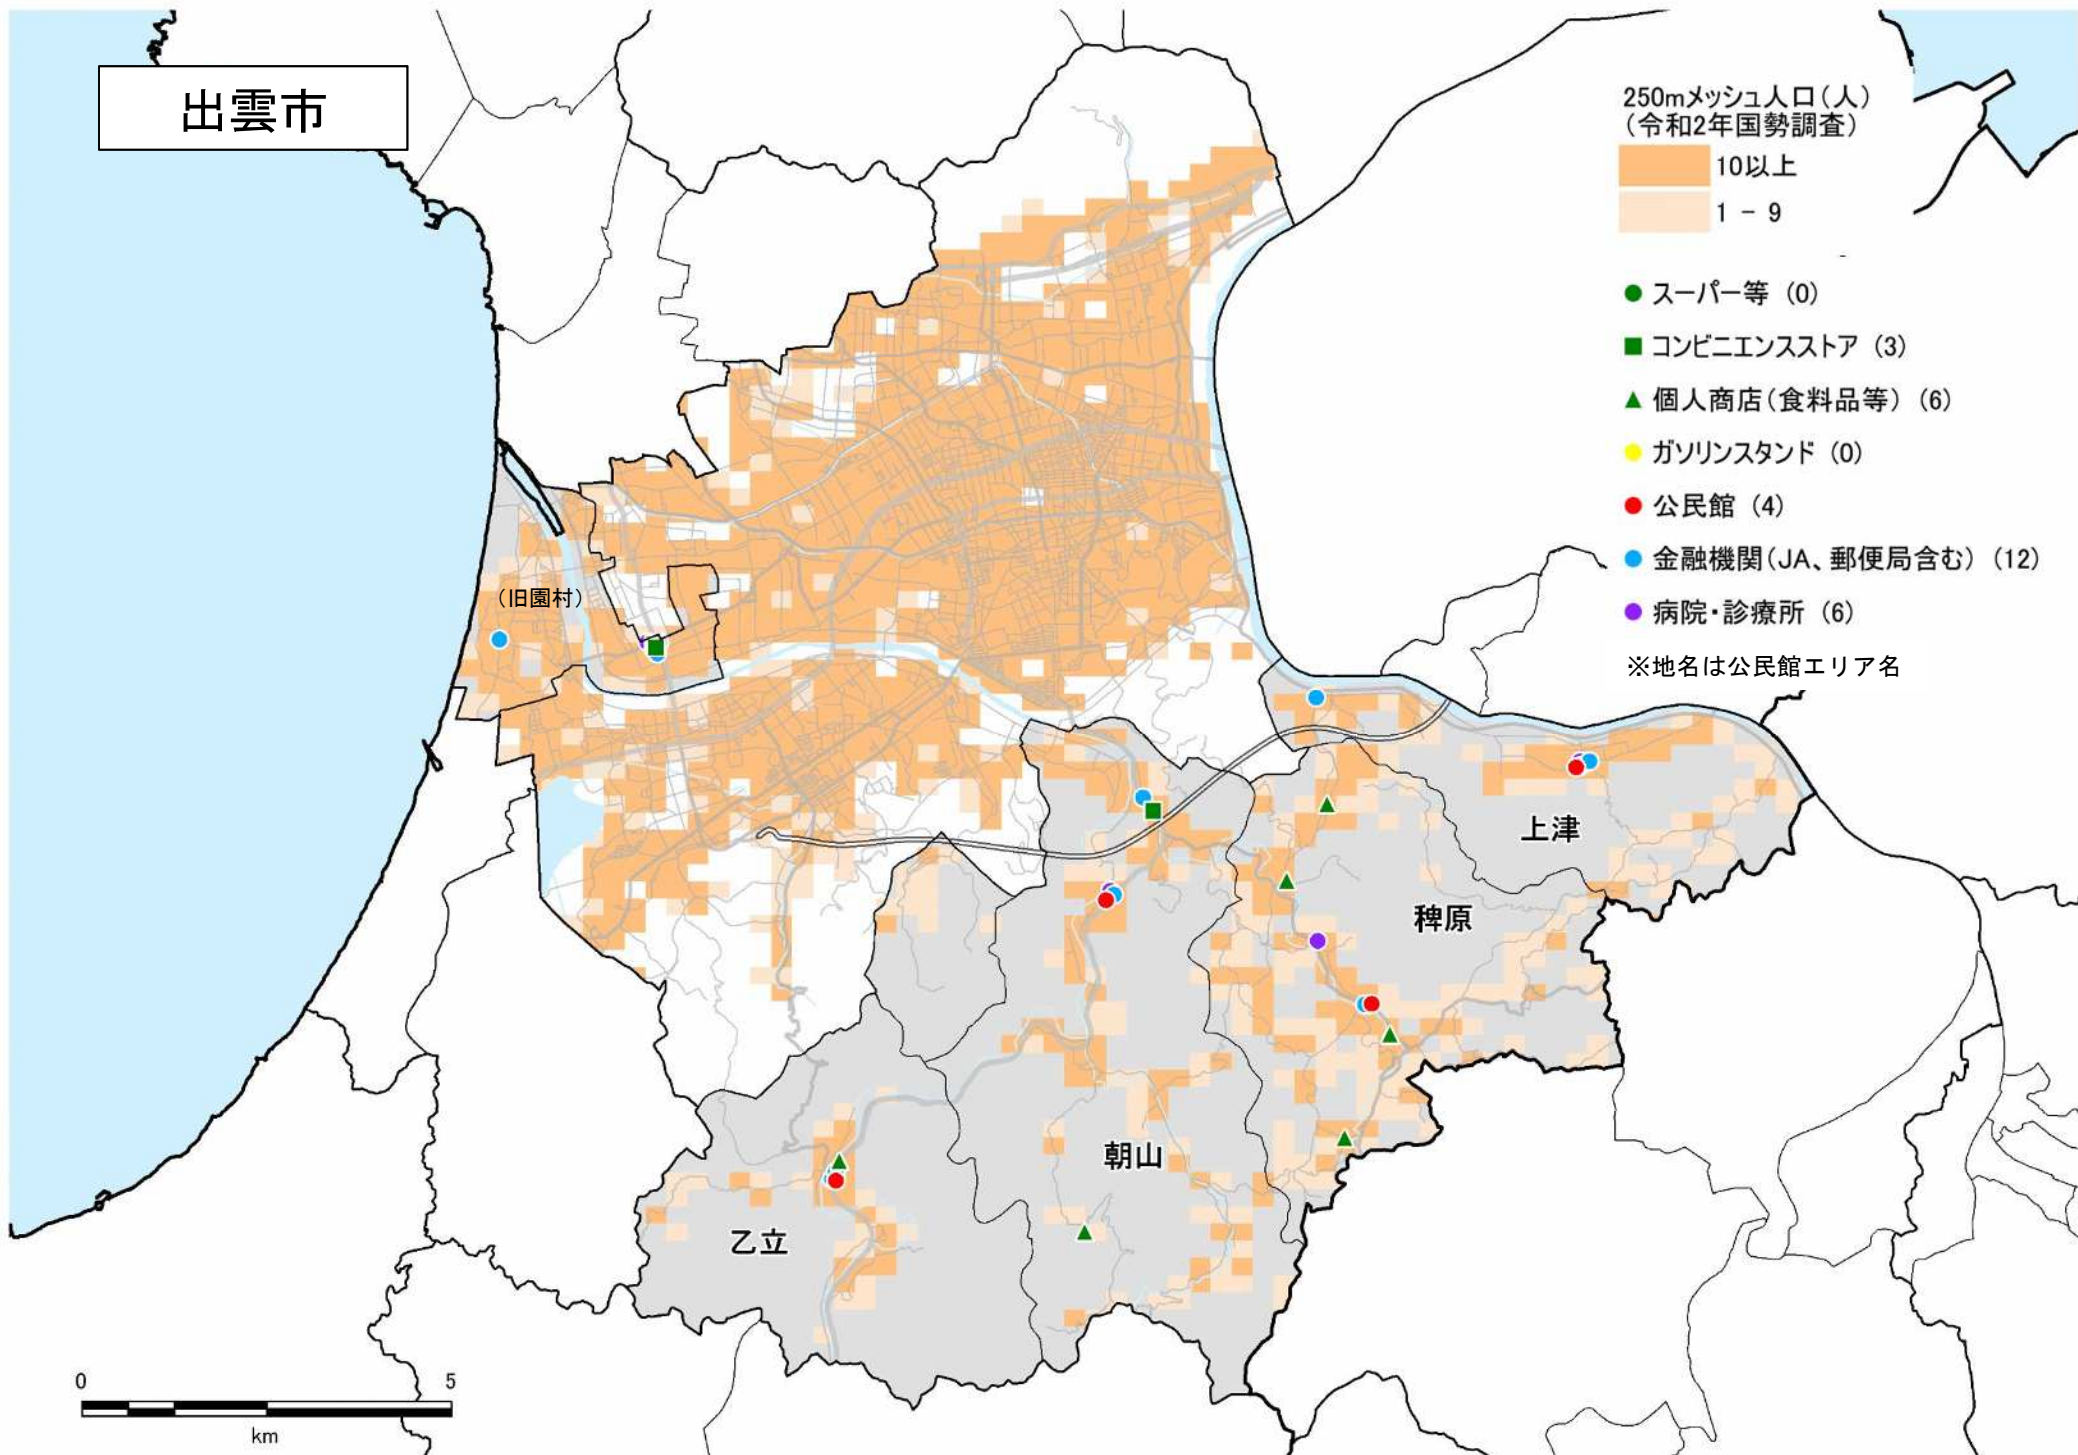 出雲市
250mメッシュ人口(人)
(令和2年国勢調査)
10以上
1 - 9
スーパー等 (0)
コンビニエンスストア (3)
個人商店(食料品等) (6)
ガソリンスタンド (0)
公民館 (4)
金融機関(JA、郵便局含む) (12)
病院・診療所 (6)
※地名は公民館エリア名
(旧園村)
上津
稗原
朝山
乙立
0 5
km